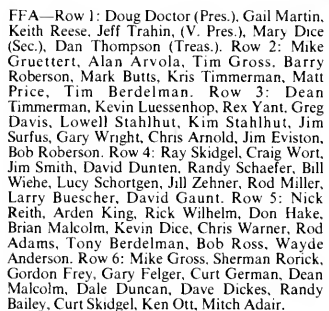 FFA—Row 1: Doug Doctor (Pres.), Gail Martin,
Keith Reese, Jeff Trahin, (V. Pres.), Mary Dice
(Sec.), Dan Thompson (Treas.). Row 2: Mike
Gruettert, Alan Arvola, Tim Gross, Barry
Roberson, Mark Butts, Kris Timmerman, Matt
Price, Tim Berdelman. Row 3: Dean
Timmerman, Kevin Luessenhop, Rex Yant, Greg
Davis, Lowell Stahlhut, Kim Stahlhut, Jim
Surfus, Gary Wright, Chris Arnold, Jim Eviston,
Bob Roberson. Row 4: Ray Skidgel, Craig Wort,
Jim Smith, David Dunten, Randy Schaefer, Bill
Wiehe, Lucy Schortgen, Jill Zehner, Rod Miller,
Larry Buescher, David Gaunt. Row 5: Nick
Reith, Arden King, Rick Wilhelm, Don Hake,
Brian Malcolm, Kevin Dice, Chris Warner, Rod
Adams, Tony Berdelman, Bob Ross, Wayde
Anderson. Row 6: Mike Gross, Sherman Rorick,
Gordon Frey, Gary Felger, Curt German, Dean
Malcolm, Dale Duncan, Dave Dickes, Randy
Bailey, Curt Skidgel, Ken Ott, Mitch Adair.